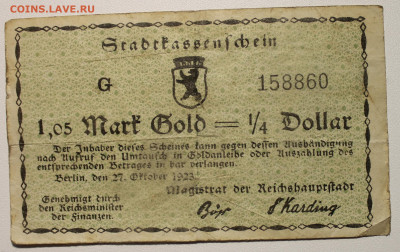 COINS.LAVE.RU
Stadtkassenschein
G 158860
1,05 Mark Gold = 1/4 Dollar
Der Inhaber dieses Scheines kann gegen dessen Aushändigung
nach Aufruf den Umtausch in Goldanleihe oder Auszahlung des
entsprechenden Betrages in bar verlangen.
Berlin, den 27. Oktober 1923.
Magistrat der Reichshauptstadt
Genehmigt durch
den Reichsminister
der Finanzen.
Böß
Karding